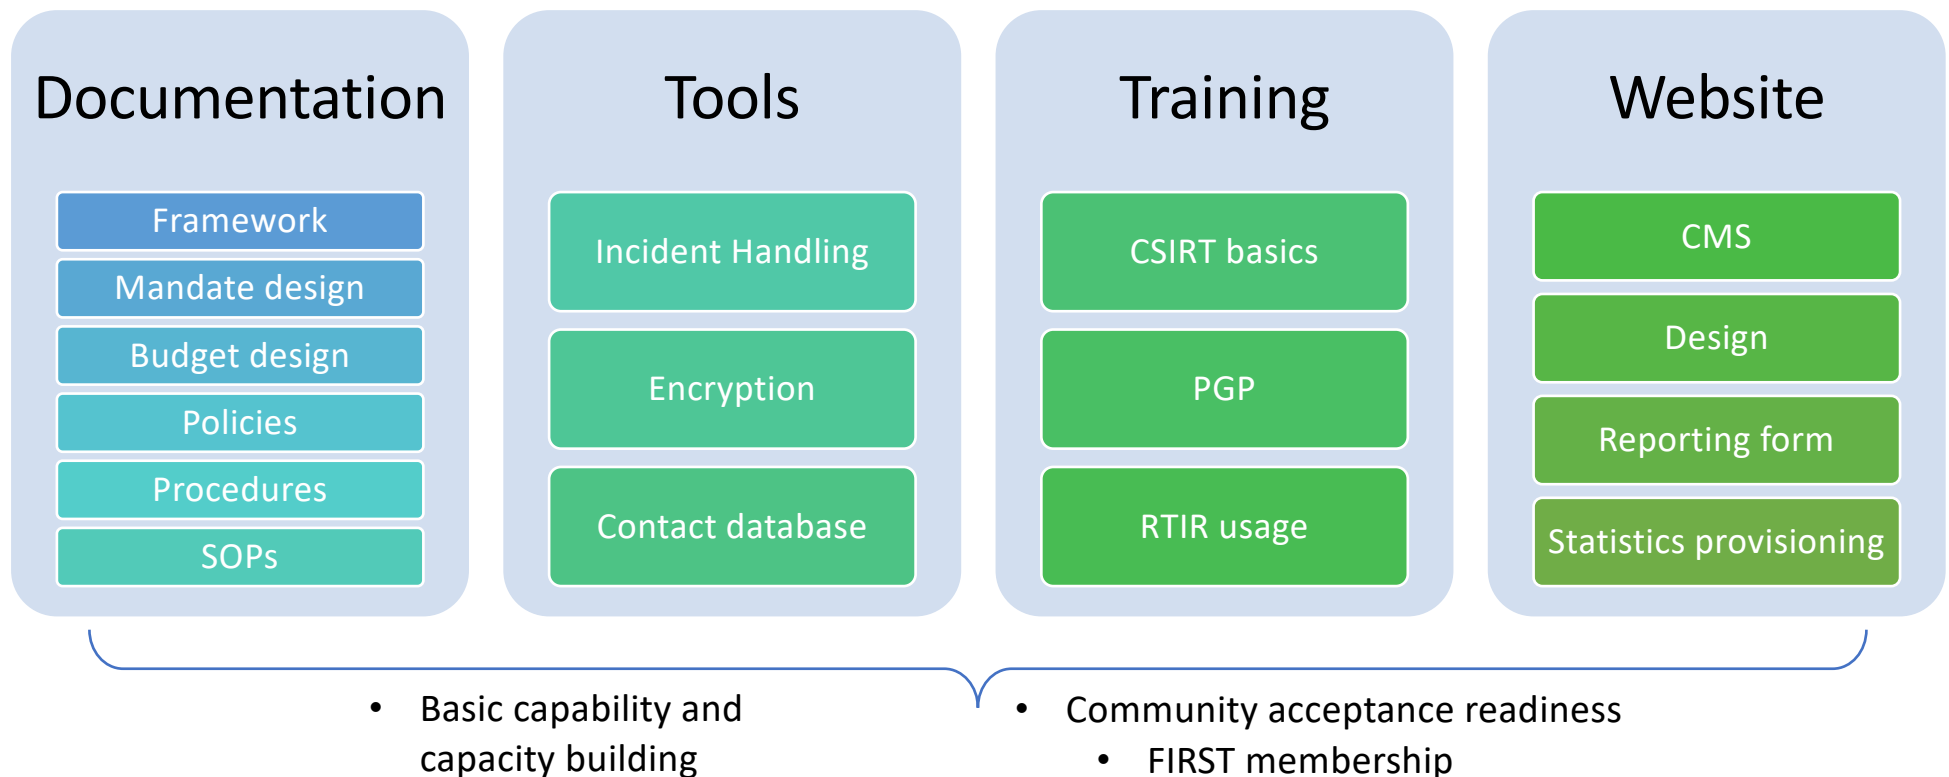 Documentation
Framework
Mandate design
Budget design
Policies
Procedures
SOPs
Tools
Incident Handling
Encryption
Contact database
Training
CSIRT basics
PGP
RTIR usage
Website
CMS
Design
Reporting form
Statistics provisioning
• Basic capability and
capacity building
• Community acceptance readiness
• FIRST membership